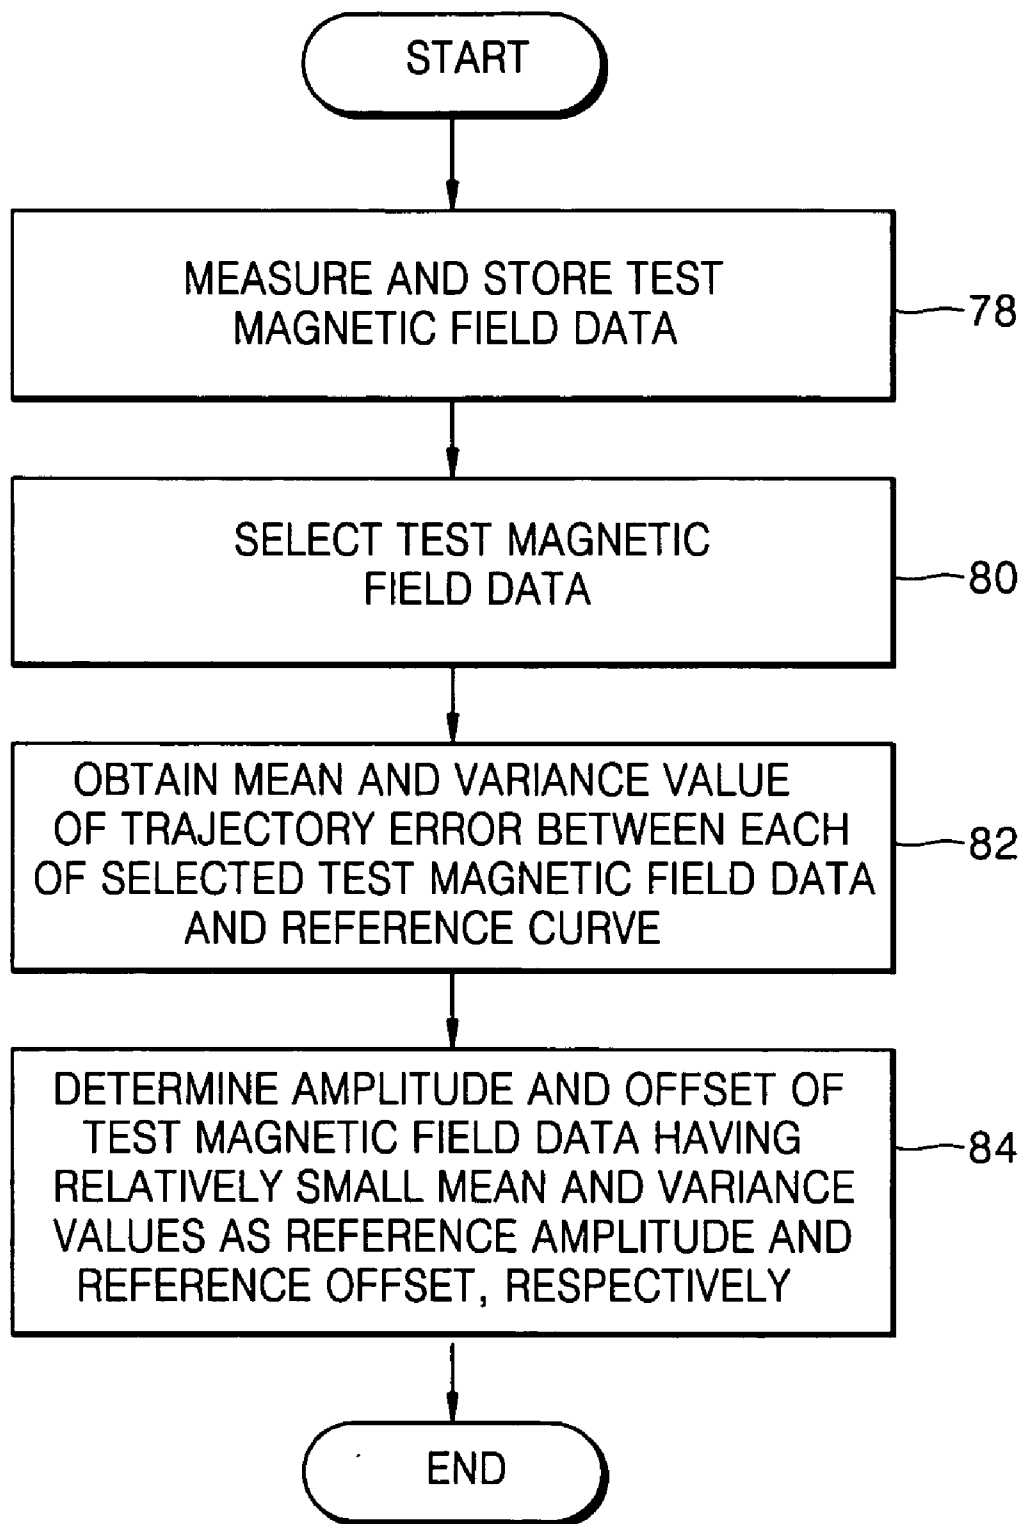 START
MEASURE AND STORE TEST
MAGNETIC FIELD DATA
78
SELECT TEST MAGNETIC
FIELD DATA
80
OBTAIN MEAN AND VARIANCE VALUE
OF TRAJECTORY ERROR BETWEEN EACH
OF SELECTED TEST MAGNETIC FIELD DATA
AND REFERENCE CURVE
82
DETERMINE AMPLITUDE AND OFFSET OF
TEST MAGNETIC FIELD DATA HAVING
RELATIVELY SMALL MEAN AND VARIANCE
VALUES AS REFERENCE AMPLITUDE AND
REFERENCE OFFSET, RESPECTIVELY
84
END